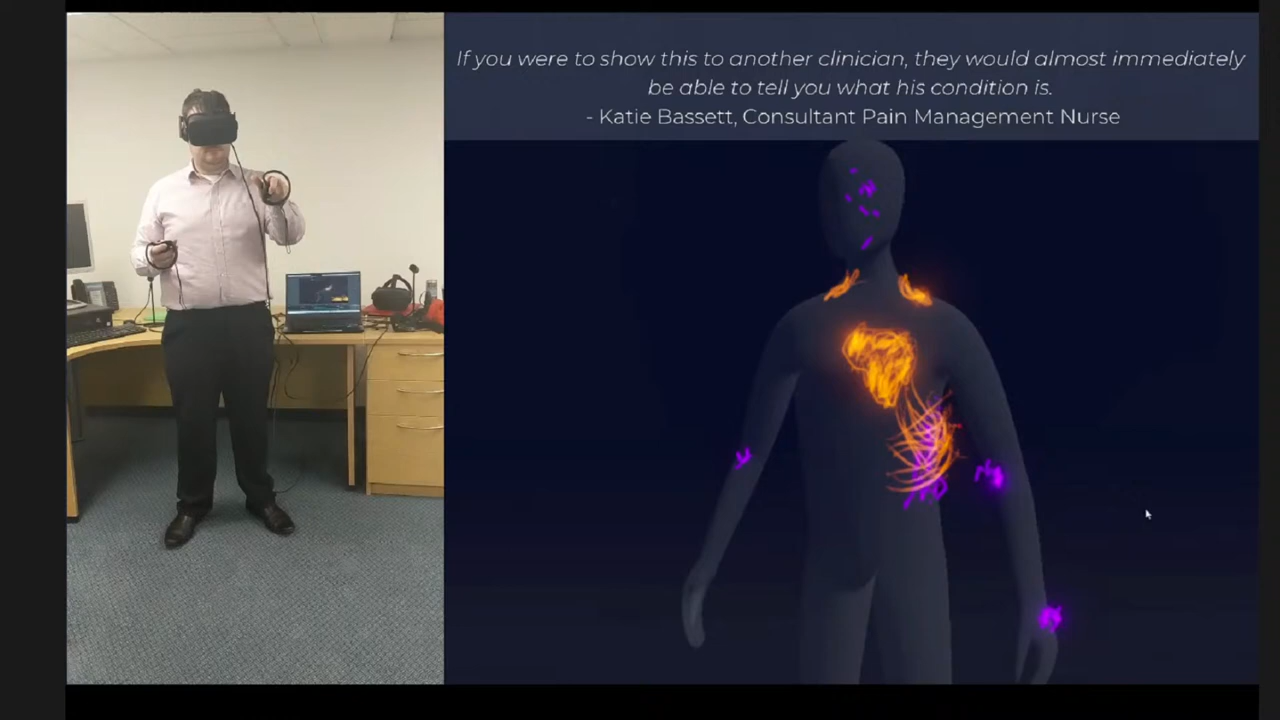 If you were to show this to another clinician, they would almost immediately
be able to tell you what his condition is.
- Katie Bassett, Consultant Pain Management Nurse